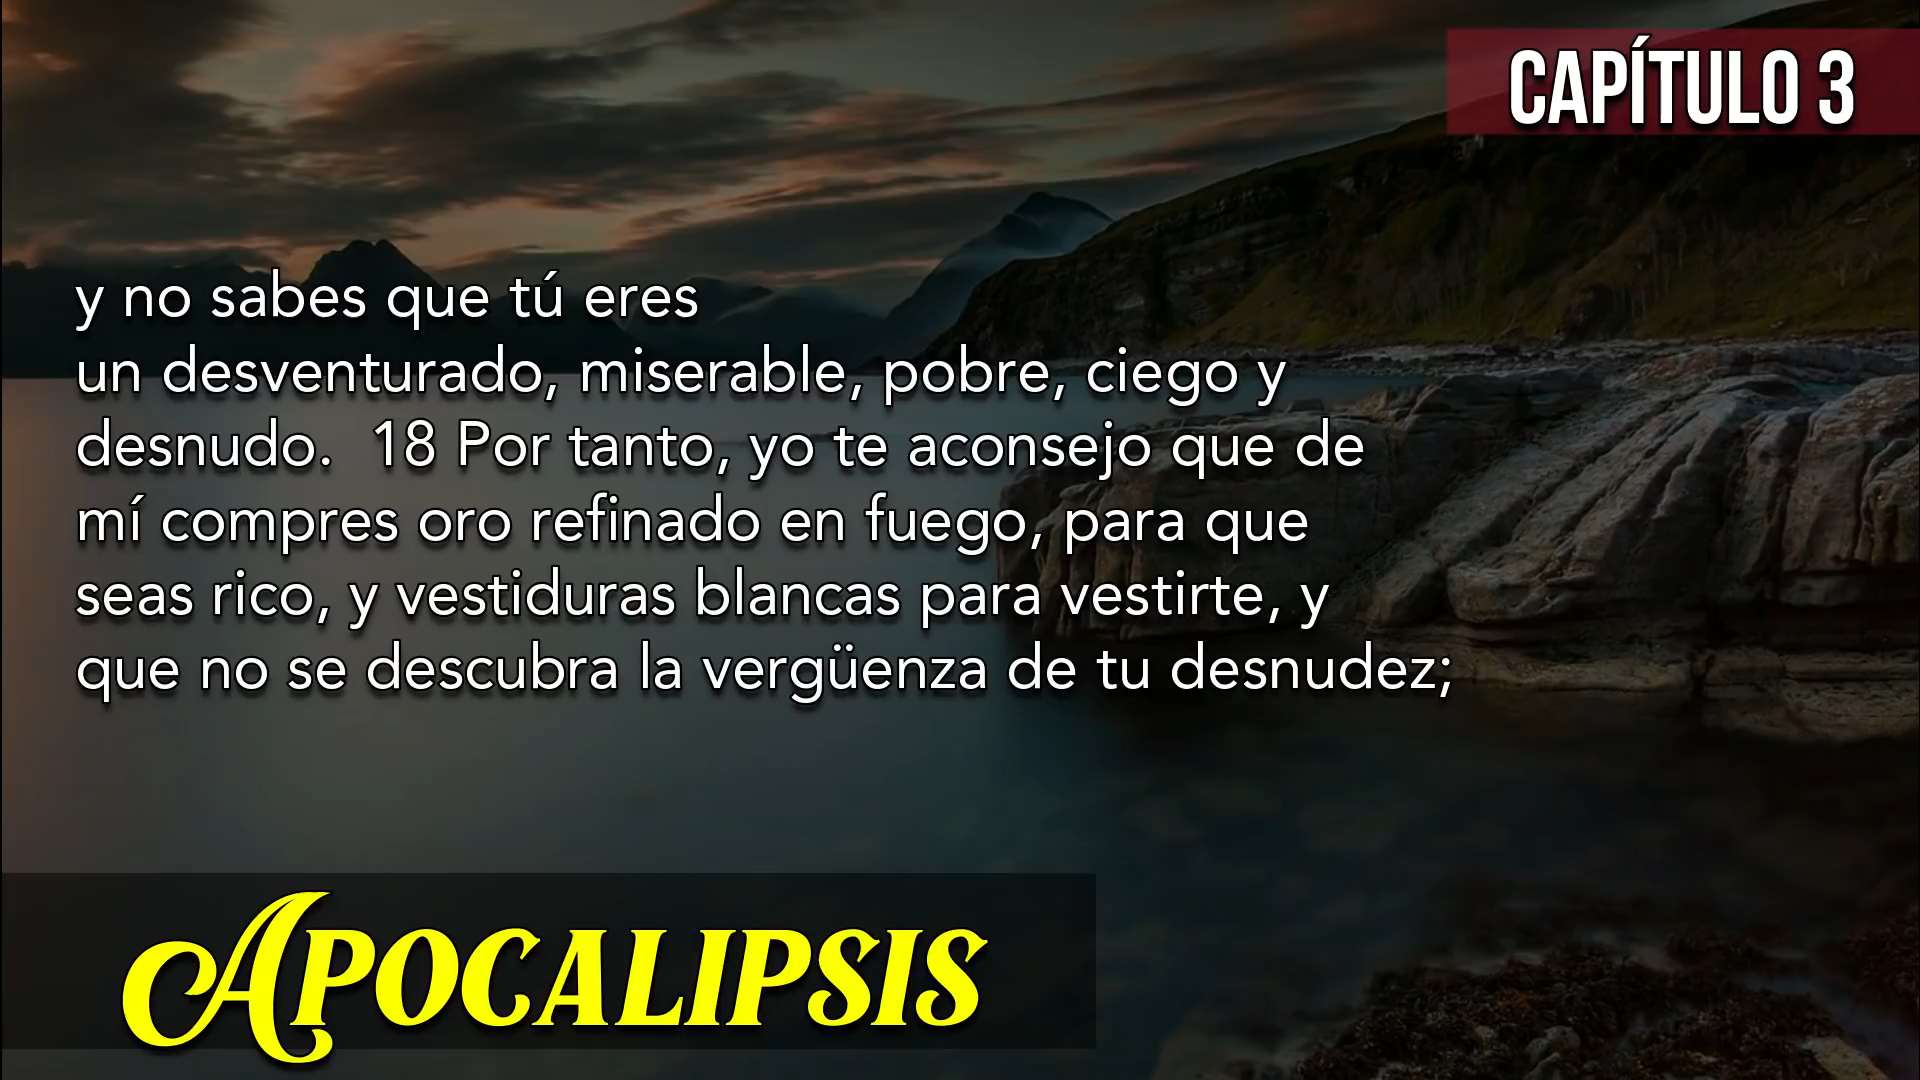 CAPÍTULO 3
y no sabes que tú eres
un desventurado, miserable, pobre, ciego y
desnudo.  18 Por tanto, yo te aconsejo que de
mí compres oro refinado en fuego, para que
seas rico, y vestiduras blancas para vestirte, y
que no se descubra la vergüenza de tu desnudez;
APOCALIPSIS